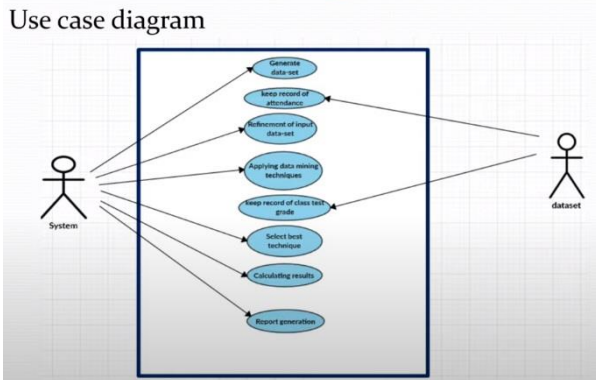 Use case diagram
Generate
data-set
keep record of
attendance
Refinement of input
data-set
Applying data mining
techniques
keep record of class test
grade
Select best
technique
Calculating results
Report generation
System
dataset